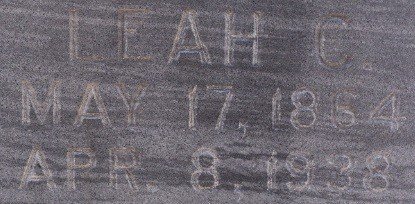 LEAH C.
MAY 17, 1864
APR. 8, 1938